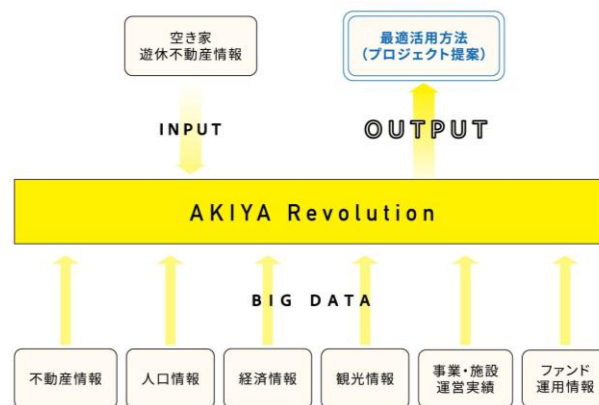 空き家
遊休不動産情報
最適活用方法
(プロジェクト提案)
INPUT
OUTPUT
AKIYA Revolution
BIG DATA
不動産情報
人口情報
経済情報
観光情報
事業・施設
運営実績
ファンド
運用情報